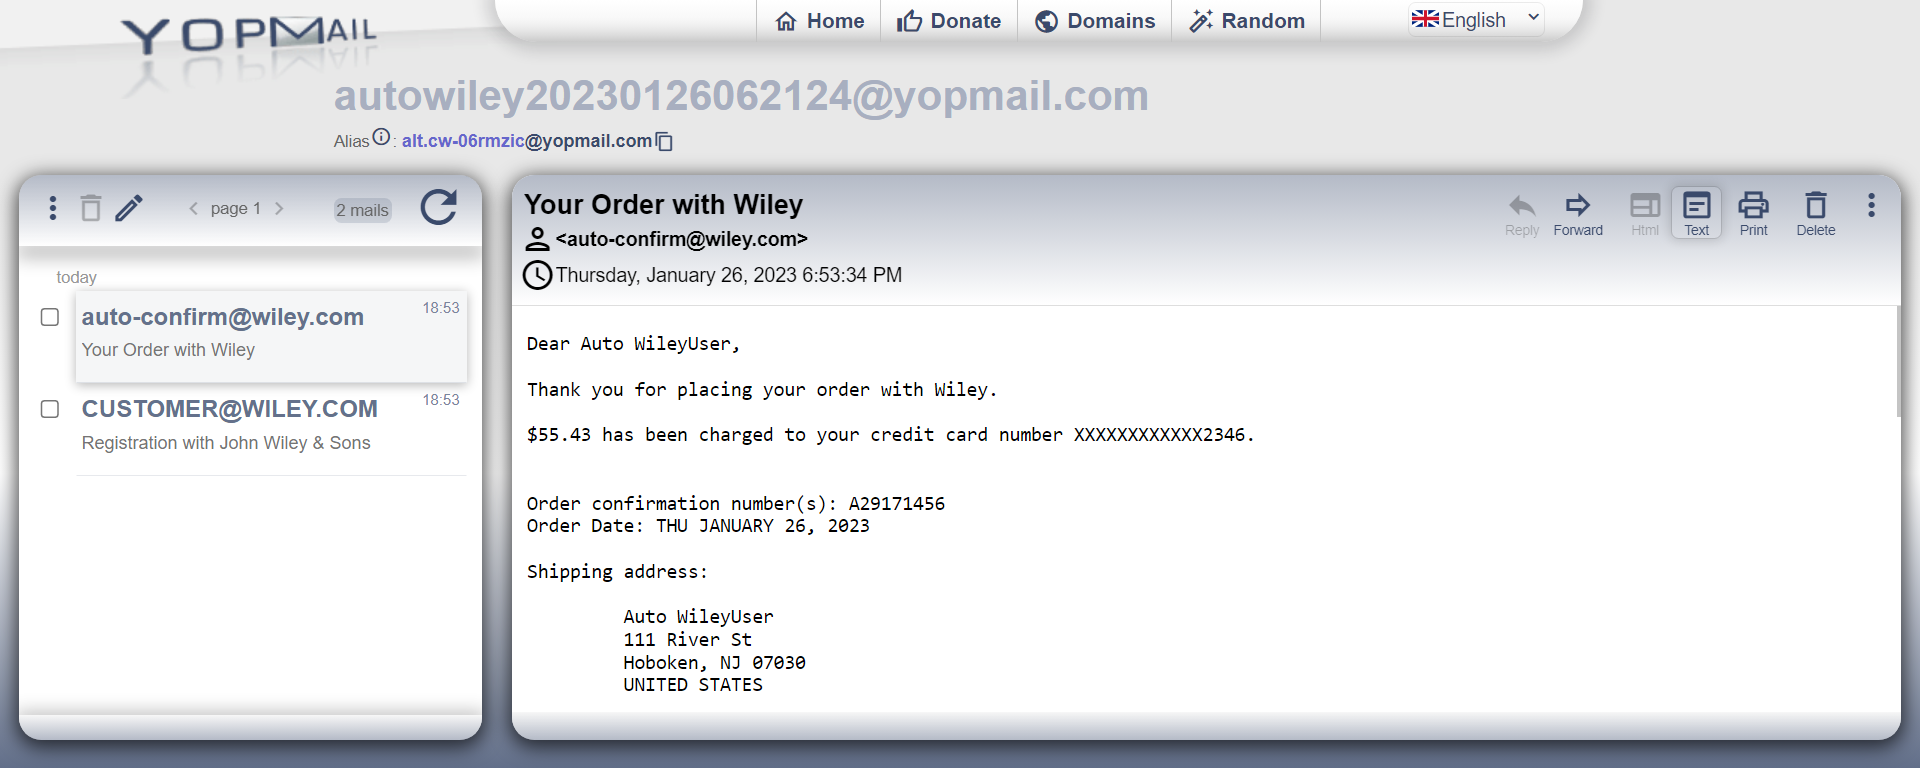 YOPMAIL
Home
Donate
Domains
Random
English
autowiley20230126062124@yopmail.com
Alias : alt.cw-06rmzic@yopmail.com
page 1
2 mails
today
auto-confirm@wiley.com
18:53
Your Order with Wiley
CUSTOMER@WILEY.COM
18:53
Registration with John Wiley & Sons
Your Order with Wiley
<auto-confirm@wiley.com>
Thursday, January 26, 2023 6:53:34 PM
Reply
Forward
Html
Text
Print
Delete
Dear Auto WileyUser,
Thank you for placing your order with Wiley.
$55.43 has been charged to your credit card number XXXXXXXXXXXX2346.
Order confirmation number(s): A29171456
Order Date: THU JANUARY 26, 2023
Shipping address:
Auto WileyUser
111 River St
Hoboken, NJ 07030
UNITED STATES